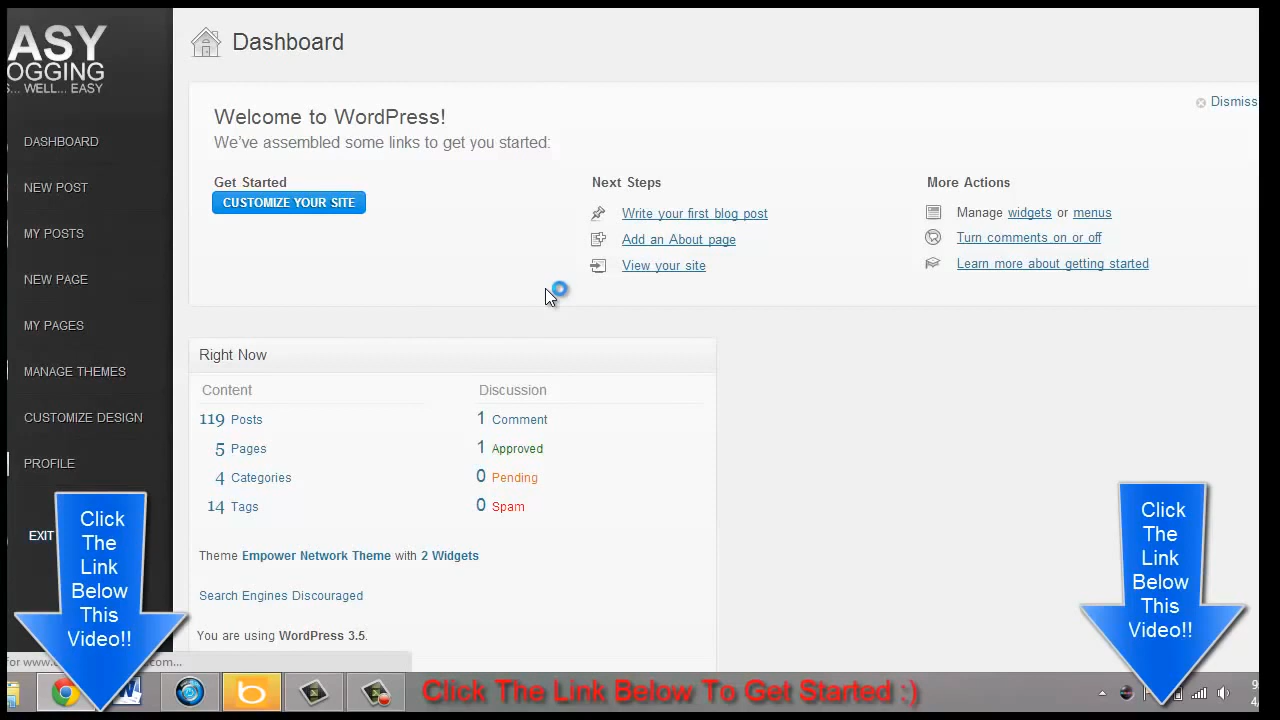 ASY
OGGING
S... WELL... EASY
DASHBOARD
NEW POST
MY POSTS
NEW PAGE
MY PAGES
MANAGE THEMES
CUSTOMIZE DESIGN
PROFILE
EXIT
Dashboard
Dismiss
Welcome to WordPress!
We've assembled some links to get you started:
Get Started
CUSTOMIZE YOUR SITE
Next Steps
Write your first blog post
Add an About page
View your site
More Actions
Manage widgets or menus
Turn comments on or off
Learn more about getting started
Right Now
Content
119 Posts
5 Pages
4 Categories
14 Tags
Discussion
1 Comment
1 Approved
0 Pending
0 Spam
Theme Empower Network Theme with 2 Widgets
Search Engines Discouraged
You are using WordPress 3.5.
Click
The
Link
Below
This
Video!!
Click
The
Link
Below
This
Video!!
Click The Link Below To Get Started :)